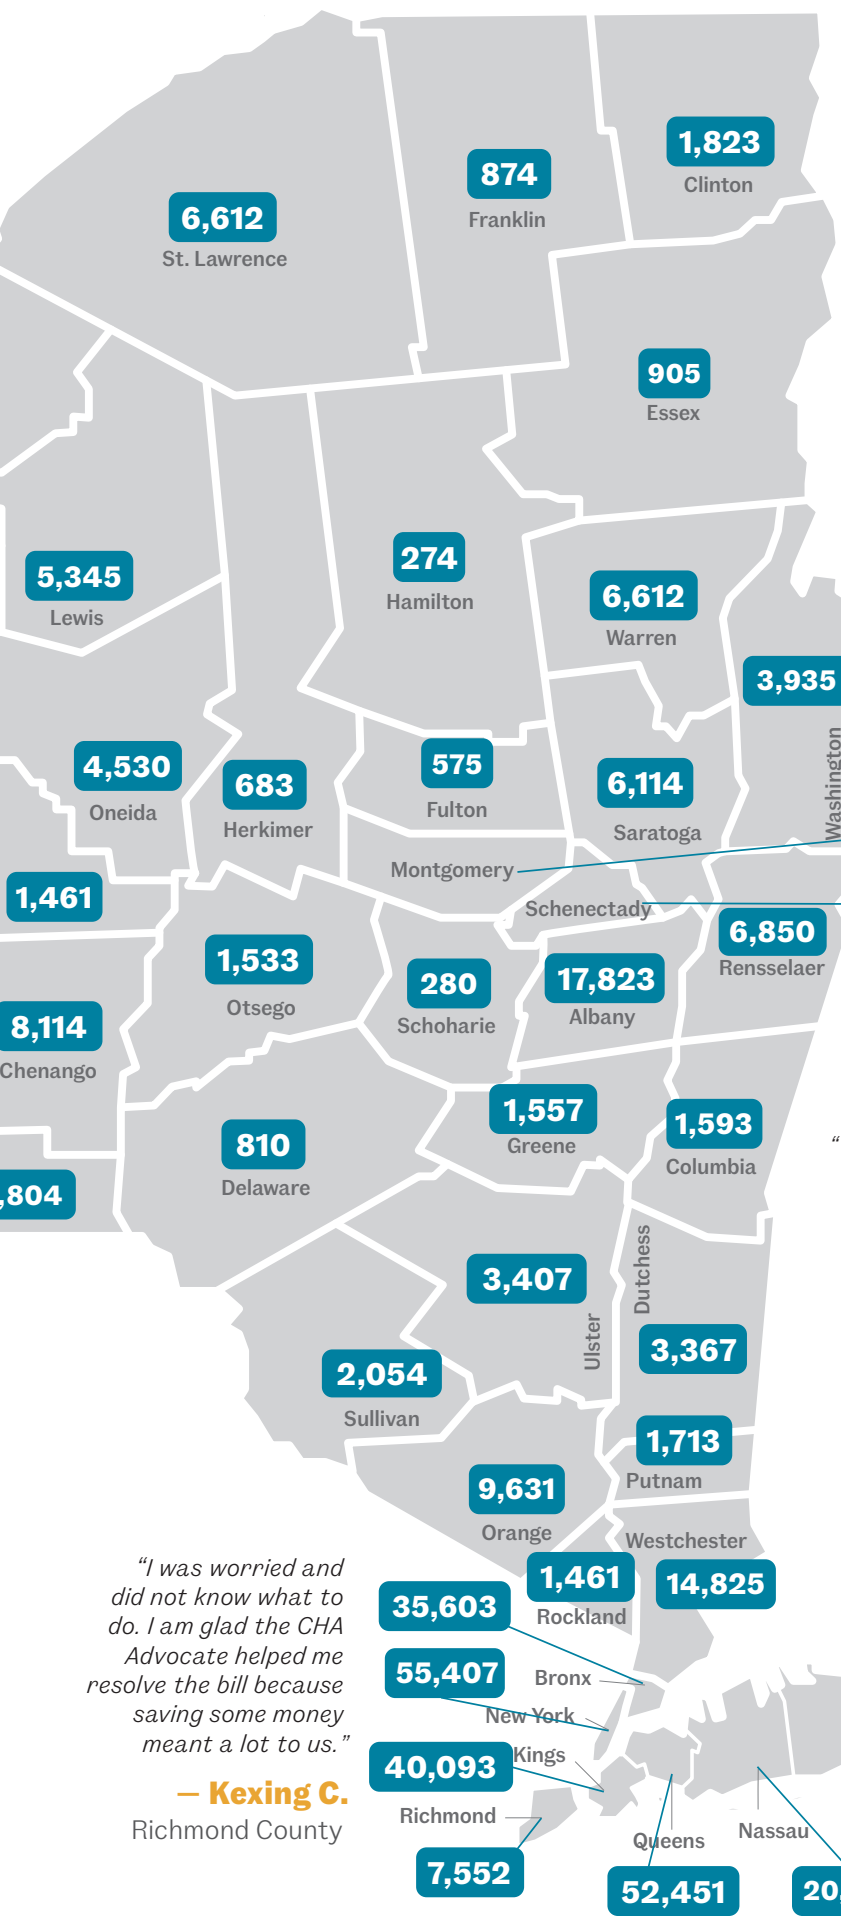 1,823
Clinton
874
Franklin
6,612
St. Lawrence
905
Essex
274
Hamilton
5,345
Lewis
6,612
Warren
3,935
Washington
4,530
Oneida
683
Herkimer
575
Fulton
6,114
Saratoga
Montgomery
1,461
Schenectady
6,850
Rensselaer
1,533
Otsego
280
Schoharie
17,823
Albany
8,114
Chenango
1,557
Greene
1,593
Columbia
810
Delaware
“
,804
3,407
Ulster
Dutchess
3,367
2,054
Sullivan
1,713
Putnam
9,631
Orange
Westchester
14,825
1,461
Rockland
35,603
55,407
Bronx
New York
40,093
Kings
Richmond
7,552
Queens
52,451
Nassau
20,
“I was worried and
did not know what to
do. I am glad the CHA
Advocate helped me
resolve the bill because
saving some money
meant a lot to us.”
— Kexing C.
Richmond County